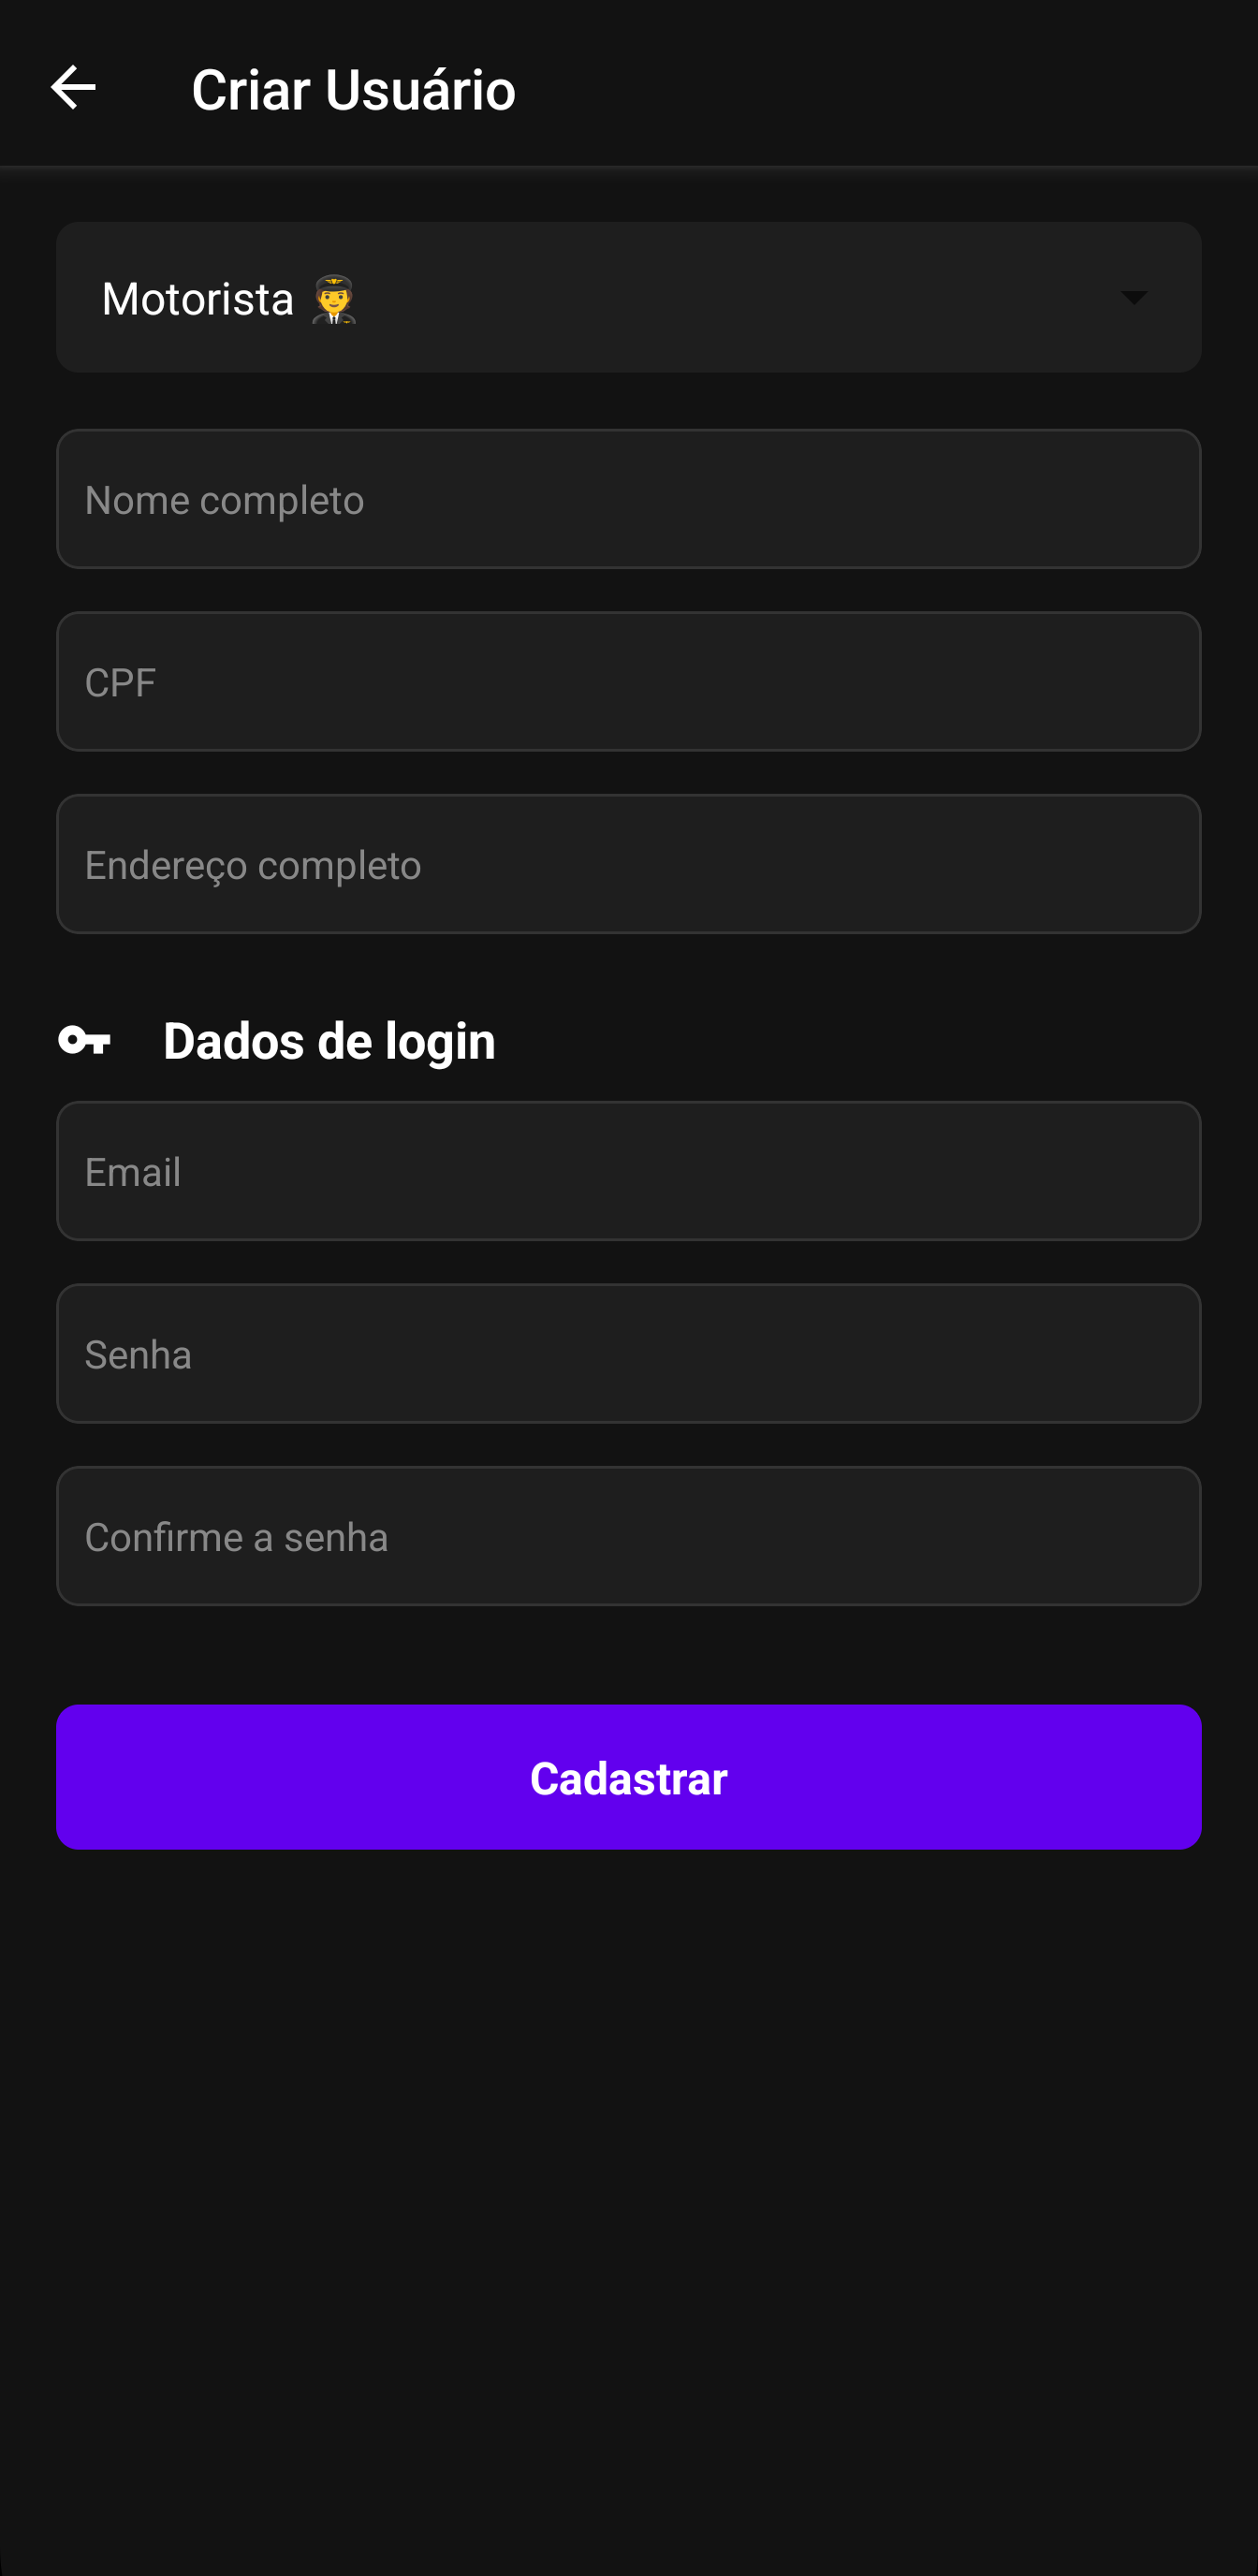 Criar Usuário
Motorista 🧑‍✈️
Nome completo
CPF
Endereço completo
Dados de login
Email
Senha
Confirme a senha
Cadastrar